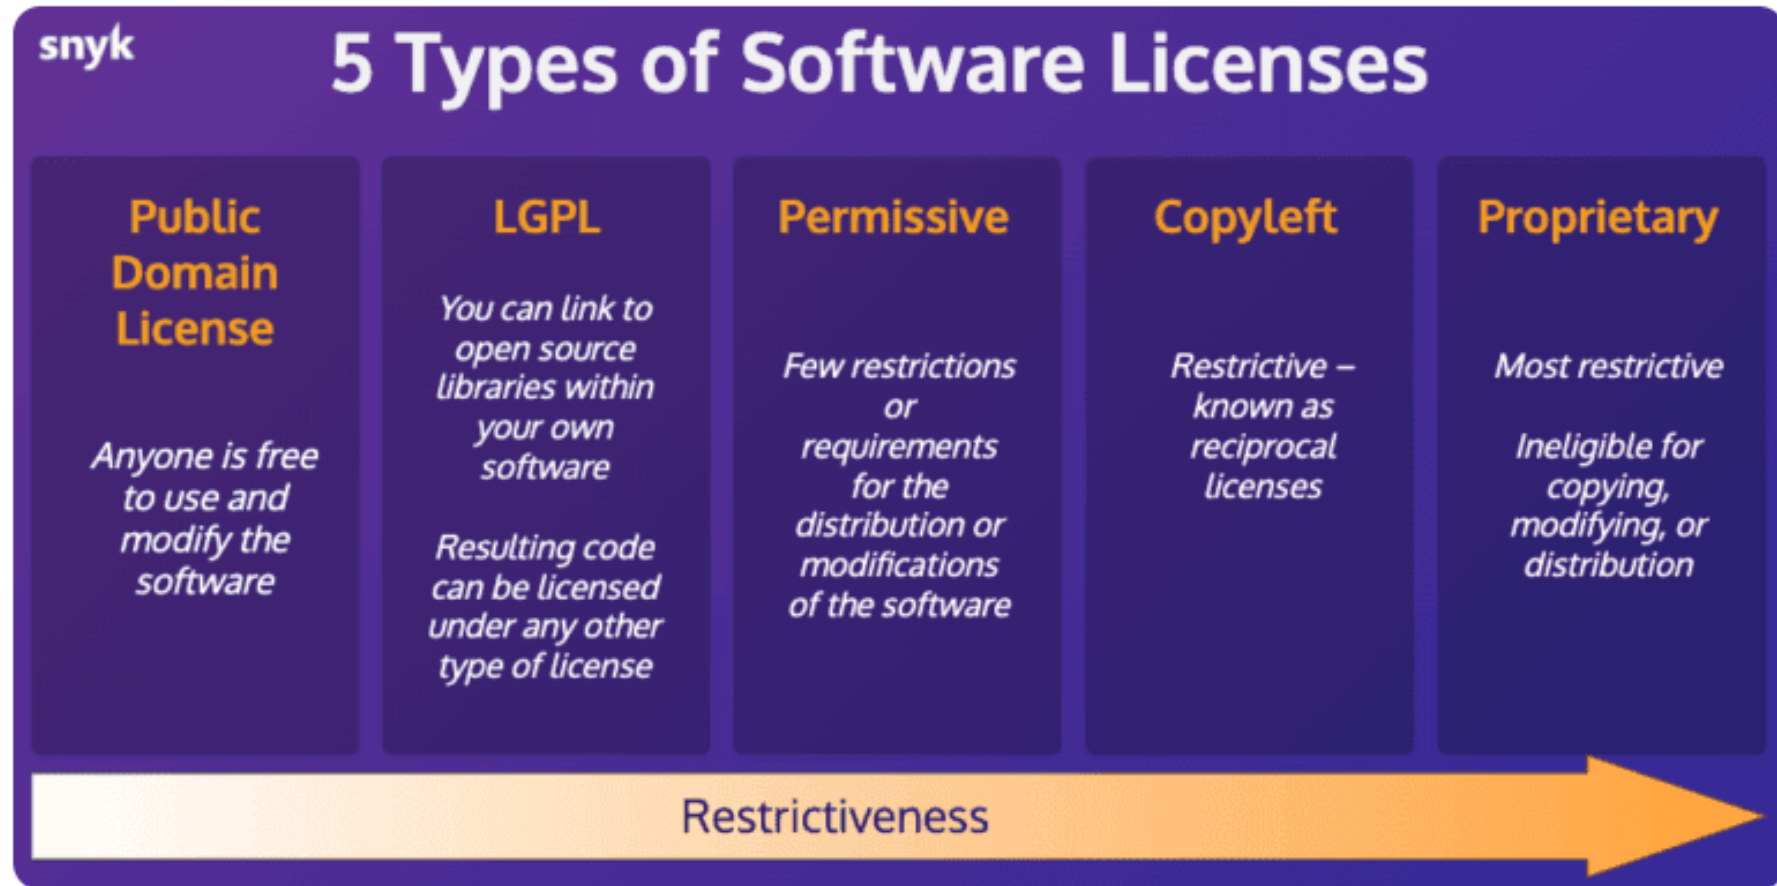 snyk
5 Types of Software Licenses
Public
Domain
License
Anyone is free
to use and
modify the
software
LGPL
You can link to
open source
libraries within
your own
software
Resulting code
can be licensed
under any other
type of license
Permissive
Few restrictions
or
requirements
for the
distribution or
modifications
of the software
Copyleft
Restrictive –
known as
reciprocal
licenses
Proprietary
Most restrictive
Ineligible for
copying,
modifying, or
distribution
Restrictiveness